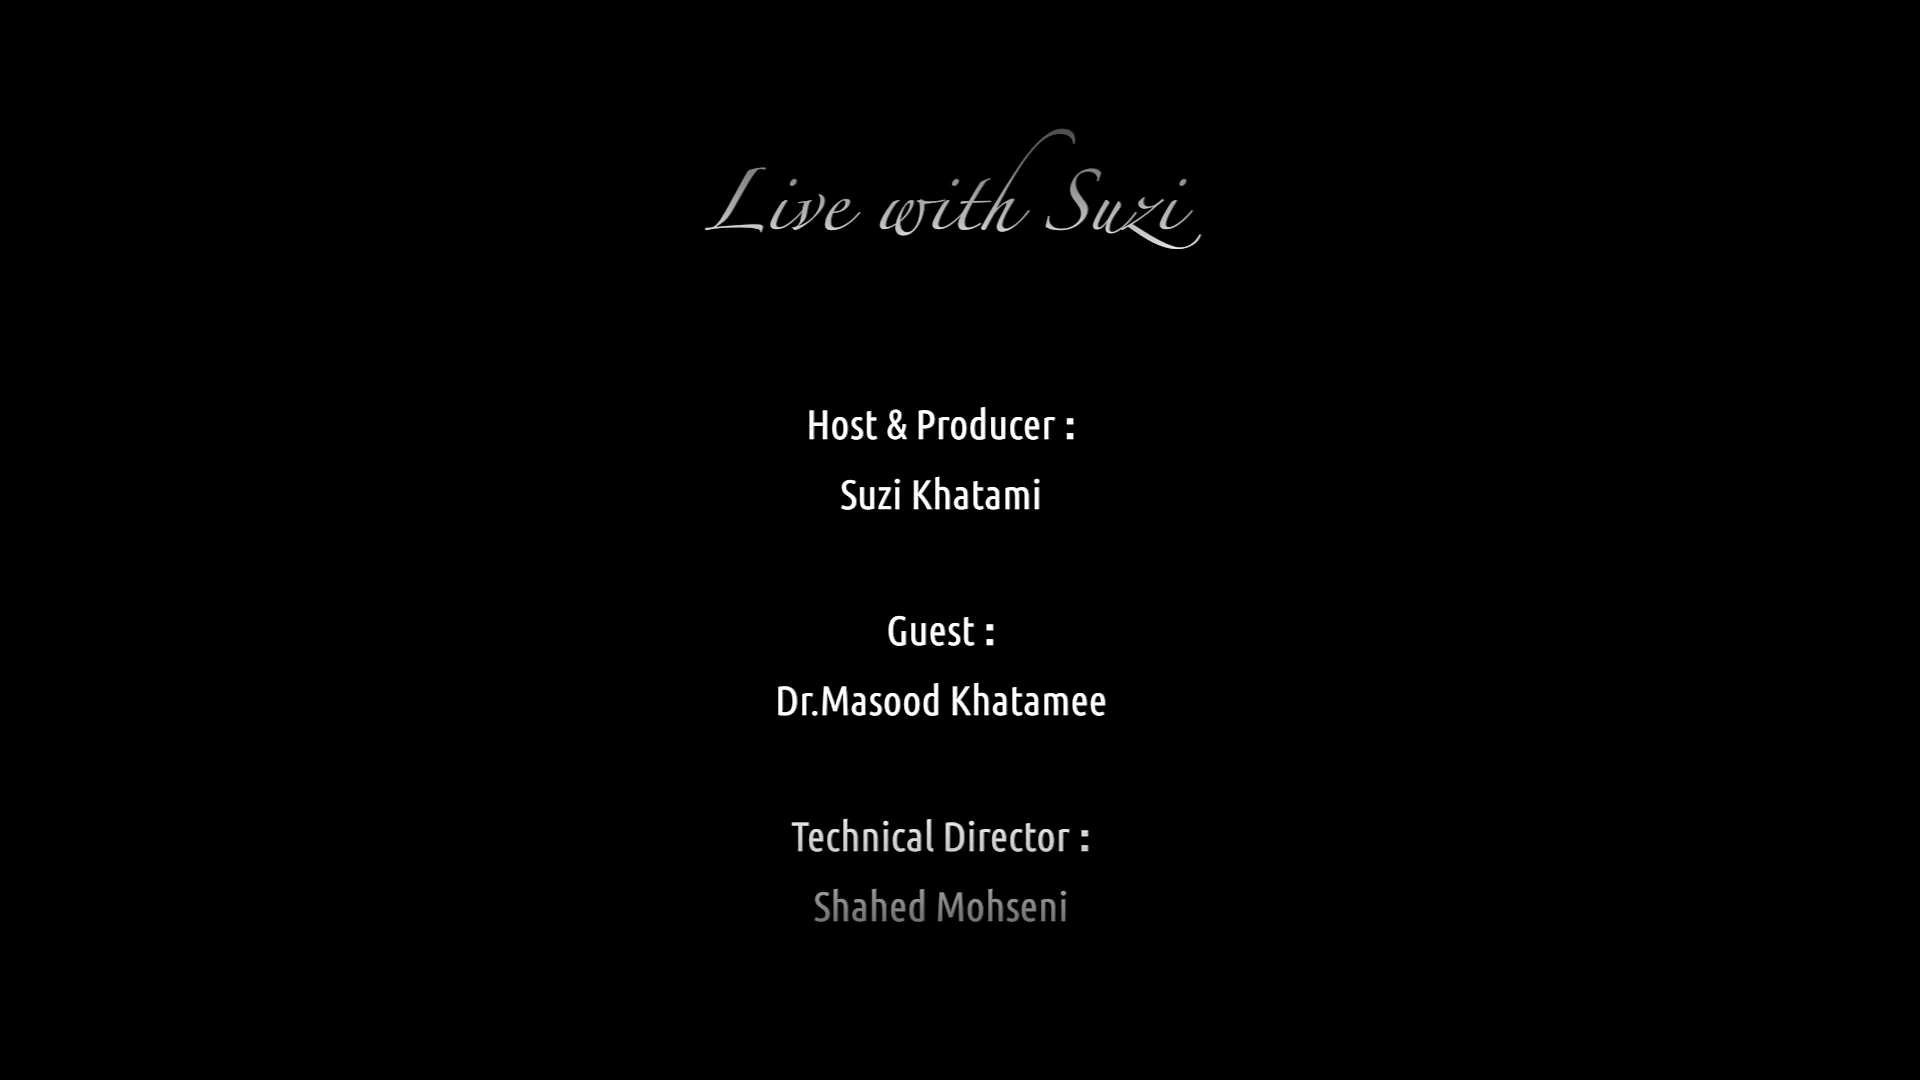 Live with Suzi
Host & Producer :
Suzi Khatami
Guest :
Dr.Masood Khatamee
Technical Director :
Shahed Mohseni